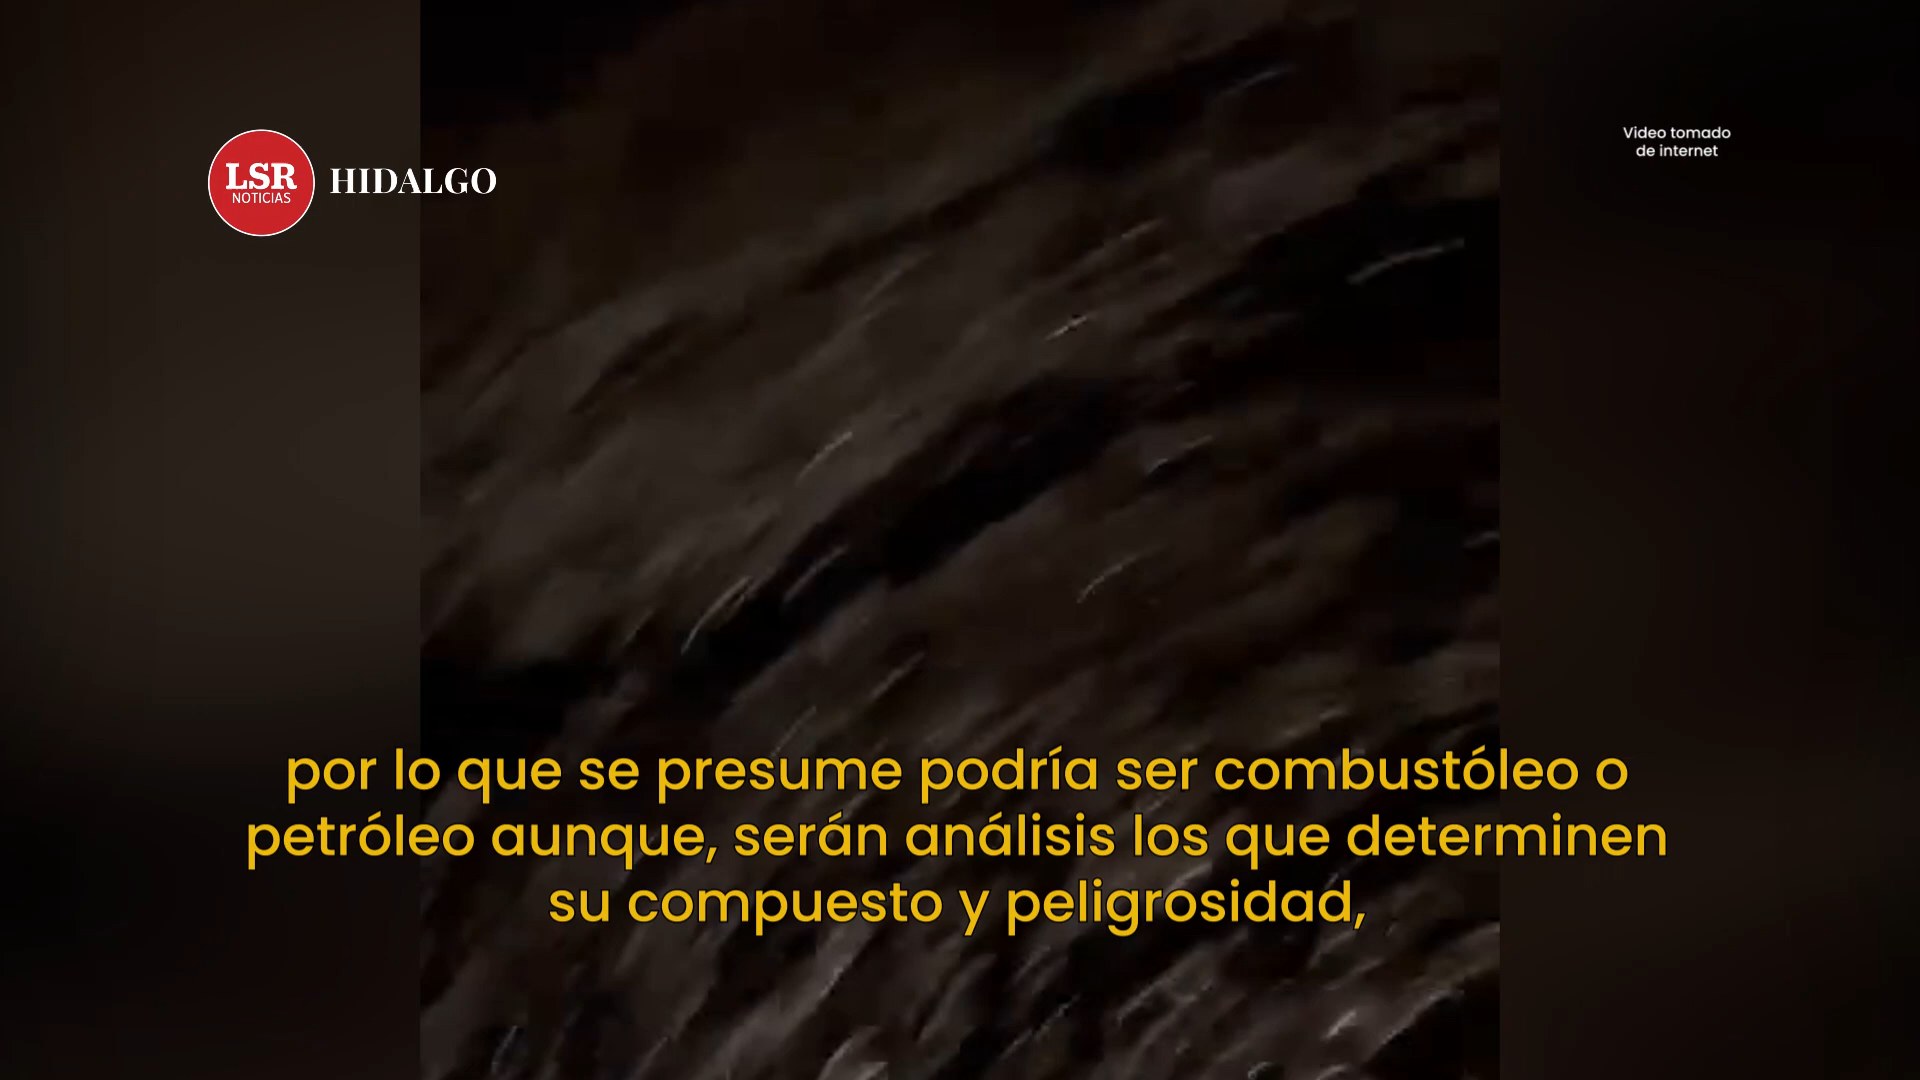 LSR
NOTICIAS
HIDALGO
Video tomado
de internet
por lo que se presume podría ser combustóleo o
petróleo aunque, serán análisis los que determinen
su compuesto y peligrosidad,